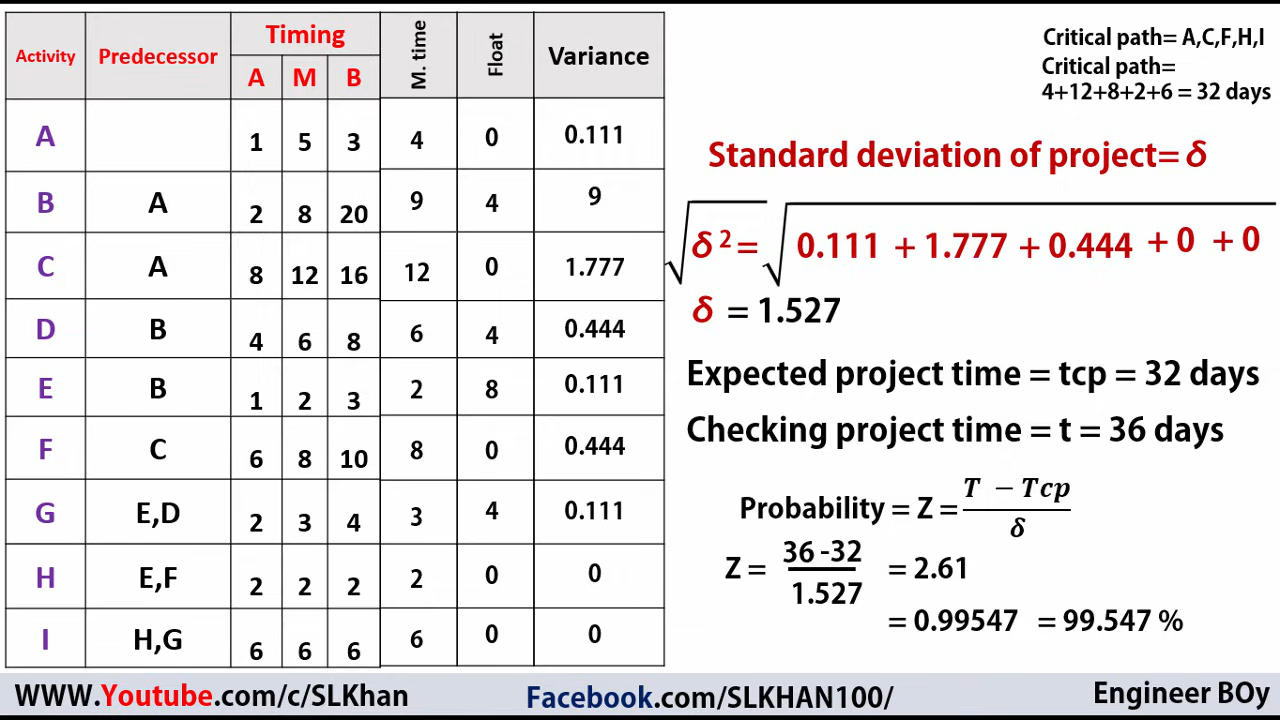 Activity Predecessor Timing M. time Float Variance
A M B
A 1 5 3 4 0 0.111
B A 2 8 20 9 4 9
C A 8 12 16 12 0 1.777
D B 4 6 8 6 4 0.444
E B 1 2 3 2 8 0.111
F C 6 8 10 8 0 0.444
G E,D 2 3 4 3 4 0.111
H E,F 2 2 2 2 0 0
I H,G 6 6 6 6 0 0
Critical path= A,C,F,H,I
Critical path=
4+12+8+2+6 = 32 days
Standard deviation of project= δ
√δ² = √0.111 + 1.777 + 0.444 + 0 + 0
δ = 1.527
Expected project time = tcp = 32 days
Checking project time = t = 36 days
Probability = Z = T − Tcp / δ
Z = 36 -32 / 1.527 = 2.61
= 0.99547 = 99.547 %
WWW.Youtube.com/c/SLKhan Facebook.com/SLKHAN100/ Engineer BOy